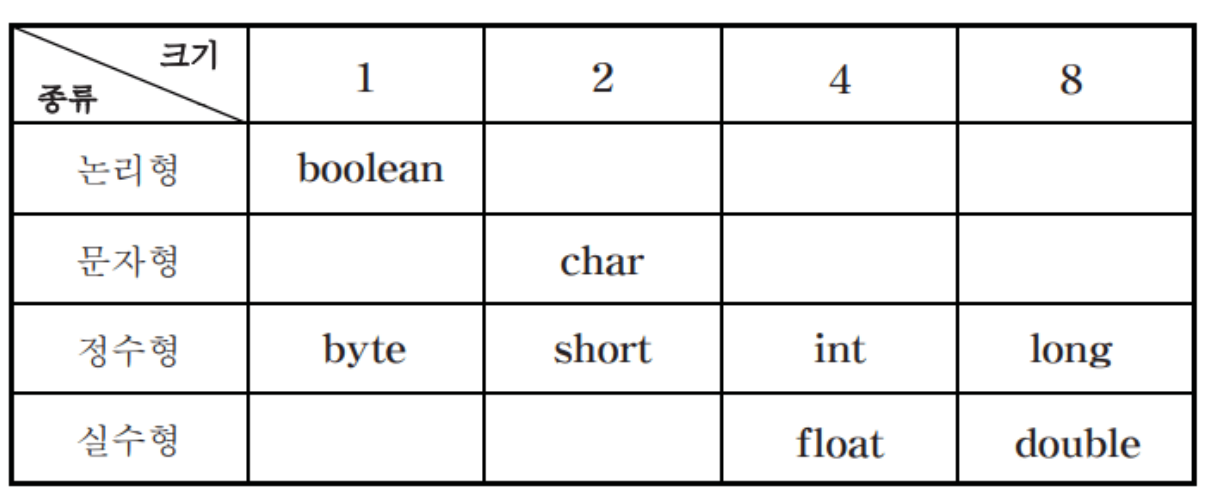 크기
종류 1 2 4 8
논리형 boolean
문자형 char
정수형 byte short int long
실수형 float double